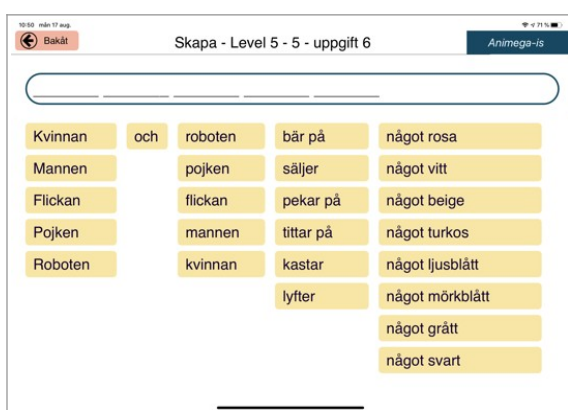 10:50 mån 17 aug.
71 %
Bakåt
Skapa - Level 5 - 5 - uppgift 6
Animega-is
Kvinnan och roboten bär på något rosa
Mannen pojken säljer något vitt
Flickan flickan pekar på något beige
Pojken mannen tittar på något turkos
Roboten kvinnan kastar något ljusblått
lyfter något mörkblått
något grått
något svart